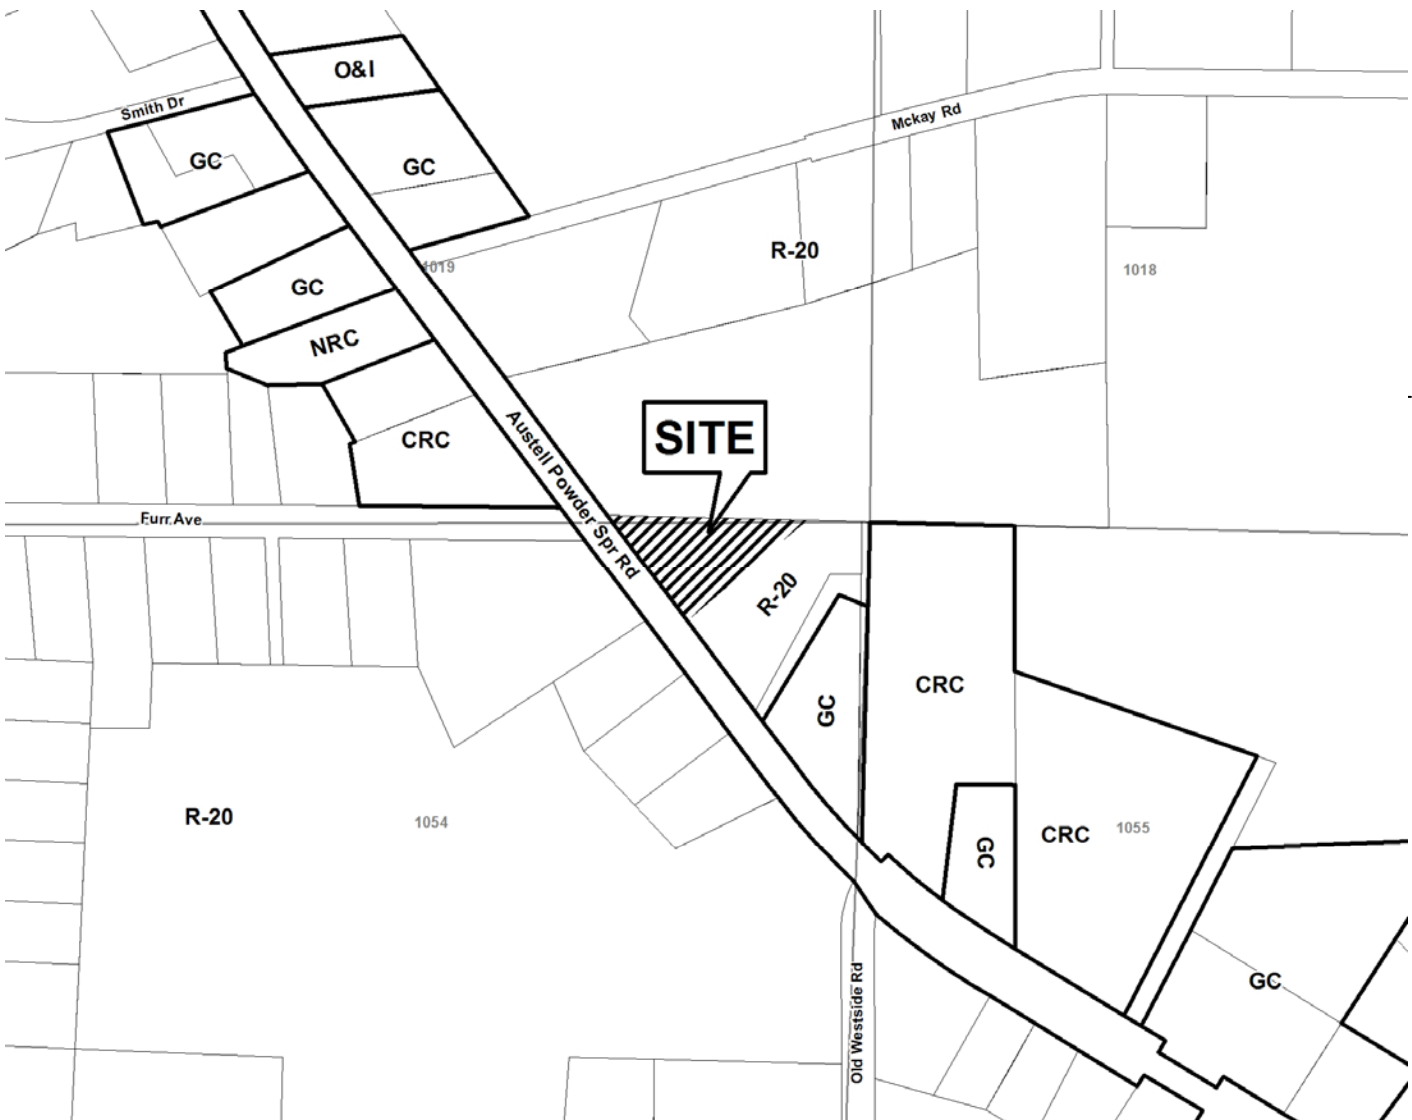 O&I
Smith Dr
Mckay Rd
GC
GC
R-20
1019
1018
GC
NRC
SITE
CRC
Austell Powder Spr Rd
Furr Ave
R-20
CRC
GC
R-20
1054
GC
CRC
1055
GC
Old Westside Rd